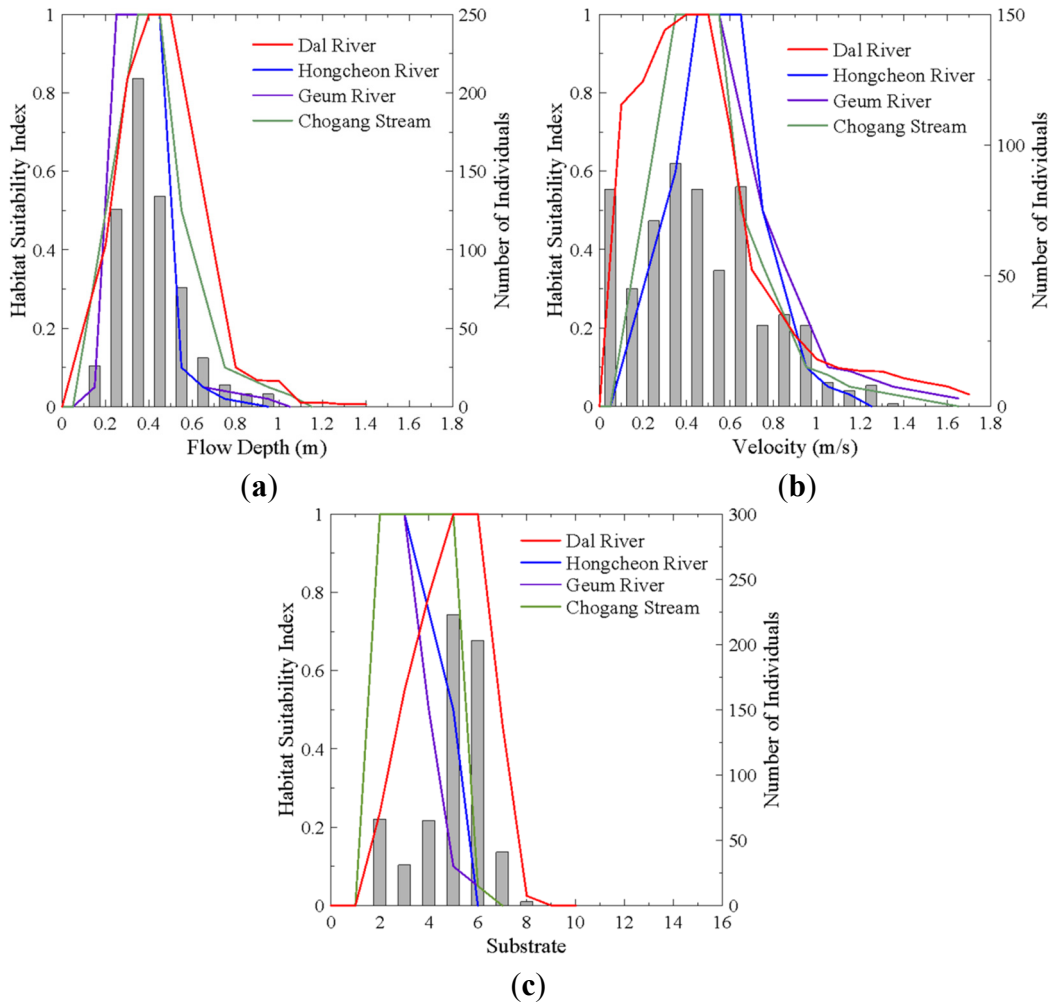 1
0.8
0.6
0.4
0.2
0
Habitat Suitability Index
250
200
150
100
50
0
Number of Individuals
Dal River
Hongcheon River
Geum River
Chogang Stream
0 0.2 0.4 0.6 0.8 1 1.2 1.4 1.6 1.8
Flow Depth (m)
(a)
1
0.8
0.6
0.4
0.2
0
Habitat Suitability Index
150
100
50
0
Number of Individuals
Dal River
Hongcheon River
Geum River
Chogang Stream
0 0.2 0.4 0.6 0.8 1 1.2 1.4 1.6 1.8
Velocity (m/s)
(b)
1
0.8
0.6
0.4
0.2
0
Habitat Suitability Index
300
250
200
150
100
50
0
Number of Individuals
Dal River
Hongcheon River
Geum River
Chogang Stream
0 2 4 6 8 10 12 14 16
Substrate
(c)